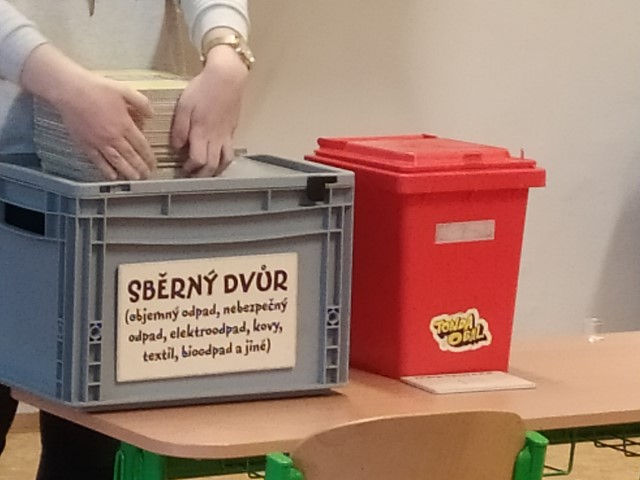 SBĚRNÝ DVŮR
(objemný odpad, nebezpečný
odpad, elektroodpad, kovy,
textil, bioodpad a jiné)
TONDA
OBAL